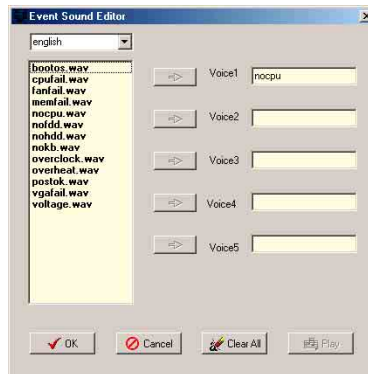 Event Sound Editor
english
bootos.wav
cpufail.wav
fanfail.wav
memfail.wav
nocpu.wav
nofdd.wav
nohdd.wav
nokb.wav
overclock.wav
overheat.wav
postok.wav
vgafail.wav
voltage.wav
Voice1 nocpu
Voice2
Voice3
Voice4
Voice5
OK Cancel Clear All Play